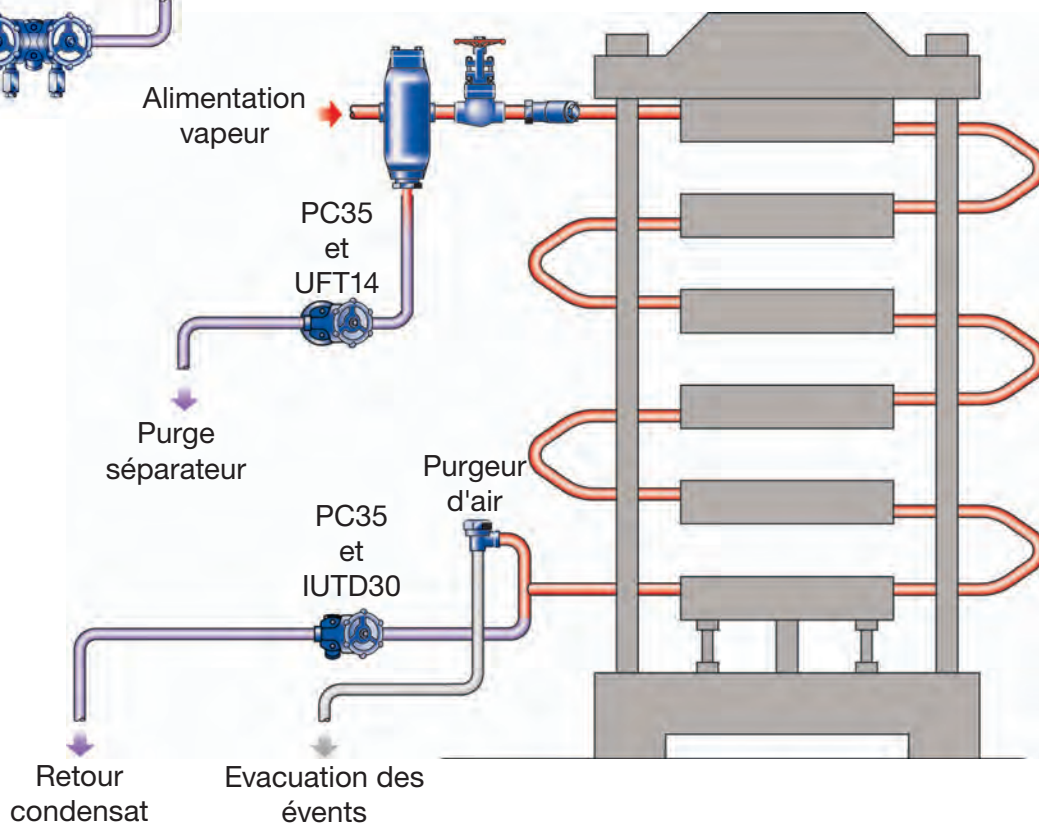 Alimentation
vapeur
PC35
et
UFT14
Purge
séparateur
Purgeur
d'air
PC35
et
IUTD30
Retour
condensat
Evacuation des
évents